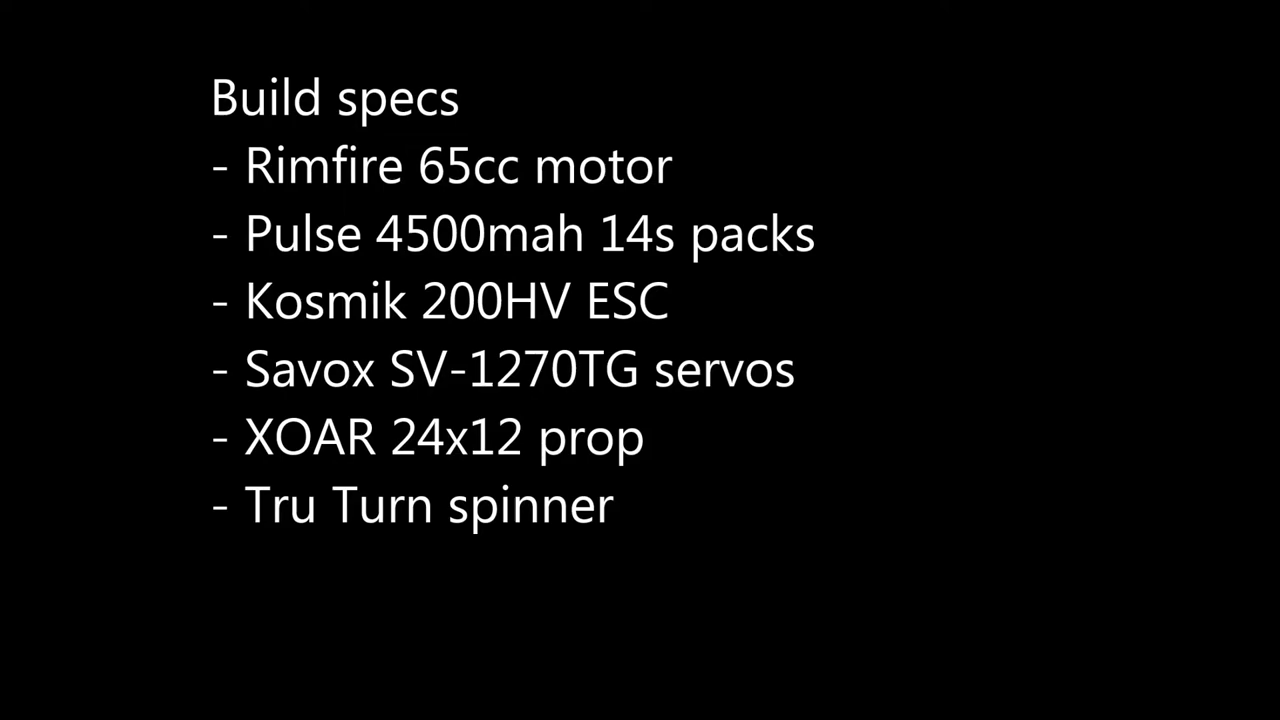 Build specs
- Rimfire 65cc motor
- Pulse 4500mah 14s packs
- Kosmik 200HV ESC
- Savox SV-1270TG servos
- XOAR 24x12 prop
- Tru Turn spinner